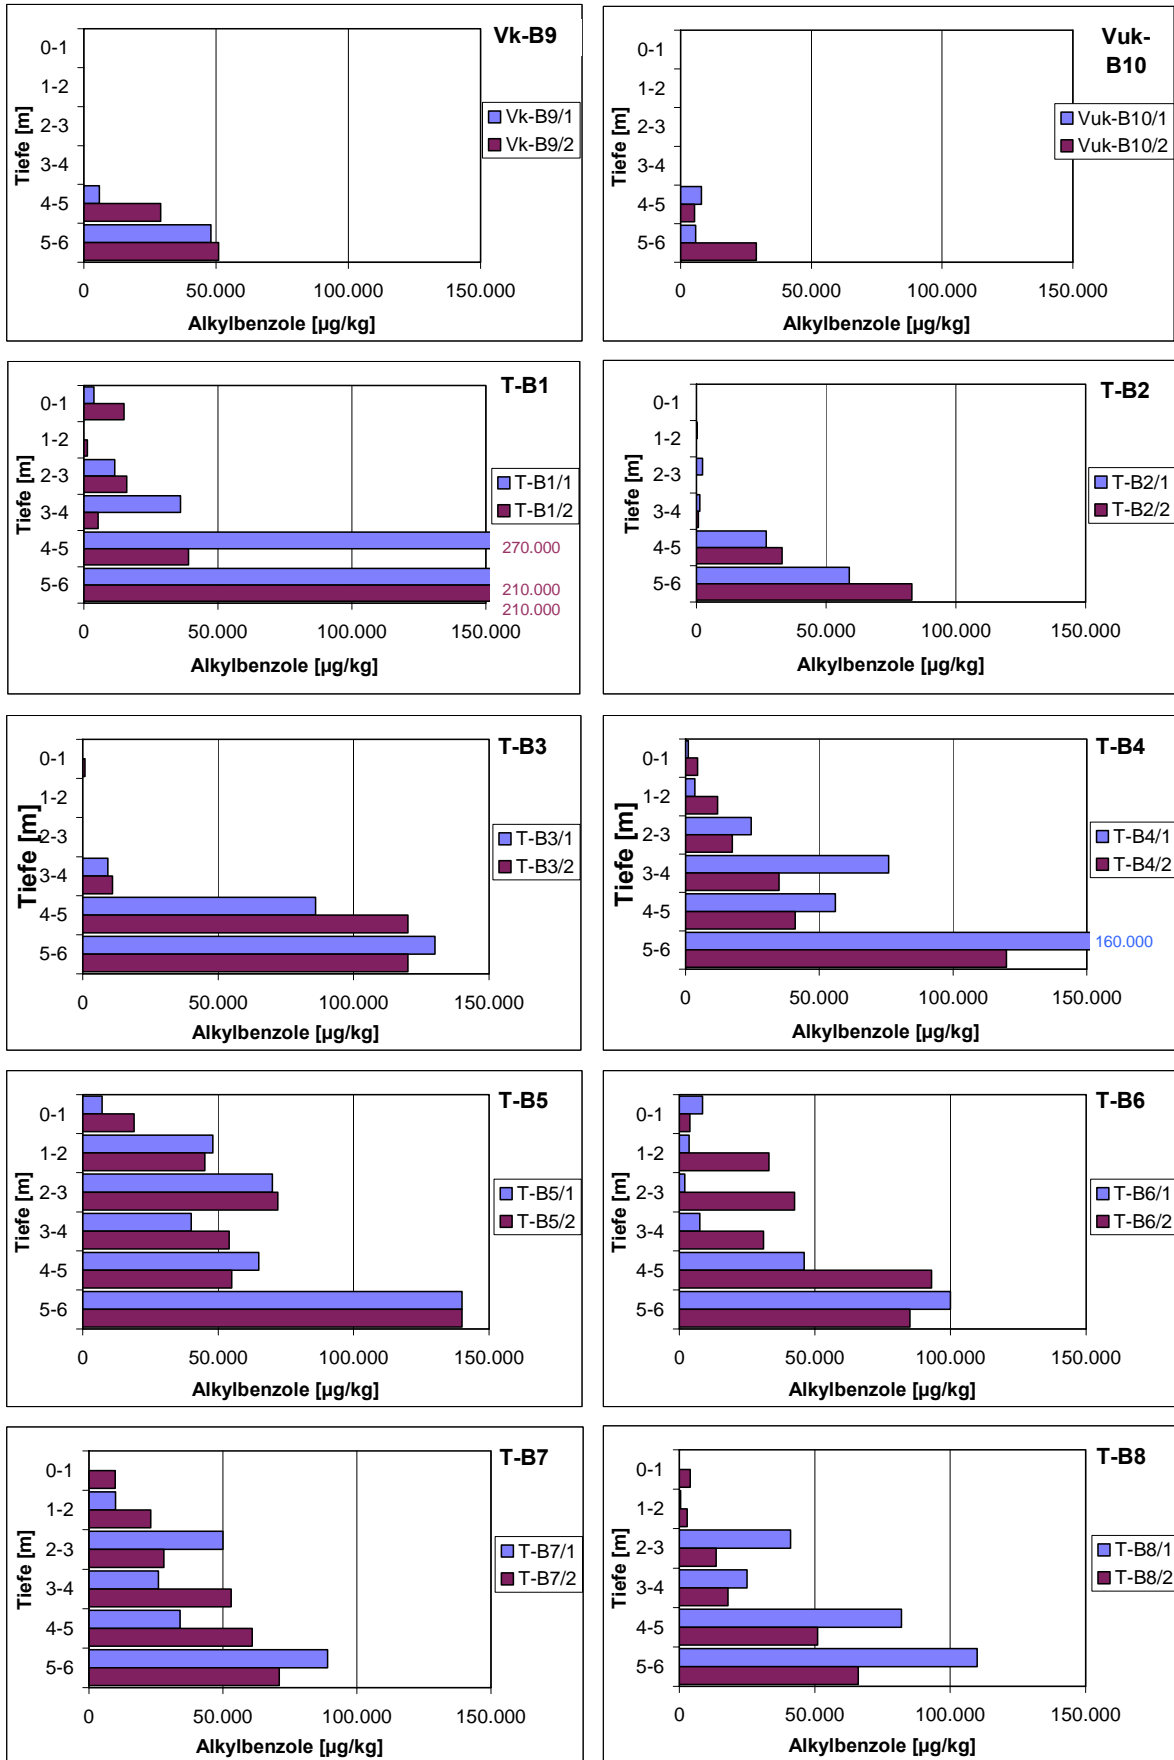 Vk-B9
Tiefe [m]
0-1
1-2
2-3
3-4
4-5
5-6
0 50.000 100.000 150.000
Alkylbenzole [µg/kg]
Vk-B9/1
Vk-B9/2
Vuk-
B10
Tiefe [m]
0-1
1-2
2-3
3-4
4-5
5-6
0 50.000 100.000 150.000
Alkylbenzole [µg/kg]
Vuk-B10/1
Vuk-B10/2
T-B1
Tiefe [m]
0-1
1-2
2-3
3-4
4-5
5-6
270.000
210.000
210.000
0 50.000 100.000 150.000
Alkylbenzole [µg/kg]
T-B1/1
T-B1/2
T-B2
Tiefe [m]
0-1
1-2
2-3
3-4
4-5
5-6
0 50.000 100.000 150.000
Alkylbenzole [µg/kg]
T-B2/1
T-B2/2
T-B3
Tiefe [m]
0-1
1-2
2-3
3-4
4-5
5-6
0 50.000 100.000 150.000
Alkylbenzole [µg/kg]
T-B3/1
T-B3/2
T-B4
Tiefe [m]
0-1
1-2
2-3
3-4
4-5
5-6
160.000
0 50.000 100.000 150.000
Alkylbenzole [µg/kg]
T-B4/1
T-B4/2
T-B5
Tiefe [m]
0-1
1-2
2-3
3-4
4-5
5-6
0 50.000 100.000 150.000
Alkylbenzole [µg/kg]
T-B5/1
T-B5/2
T-B6
Tiefe [m]
0-1
1-2
2-3
3-4
4-5
5-6
0 50.000 100.000 150.000
Alkylbenzole [µg/kg]
T-B6/1
T-B6/2
T-B7
Tiefe [m]
0-1
1-2
2-3
3-4
4-5
5-6
0 50.000 100.000 150.000
Alkylbenzole [µg/kg]
T-B7/1
T-B7/2
T-B8
Tiefe [m]
0-1
1-2
2-3
3-4
4-5
5-6
0 50.000 100.000 150.000
Alkylbenzole [µg/kg]
T-B8/1
T-B8/2